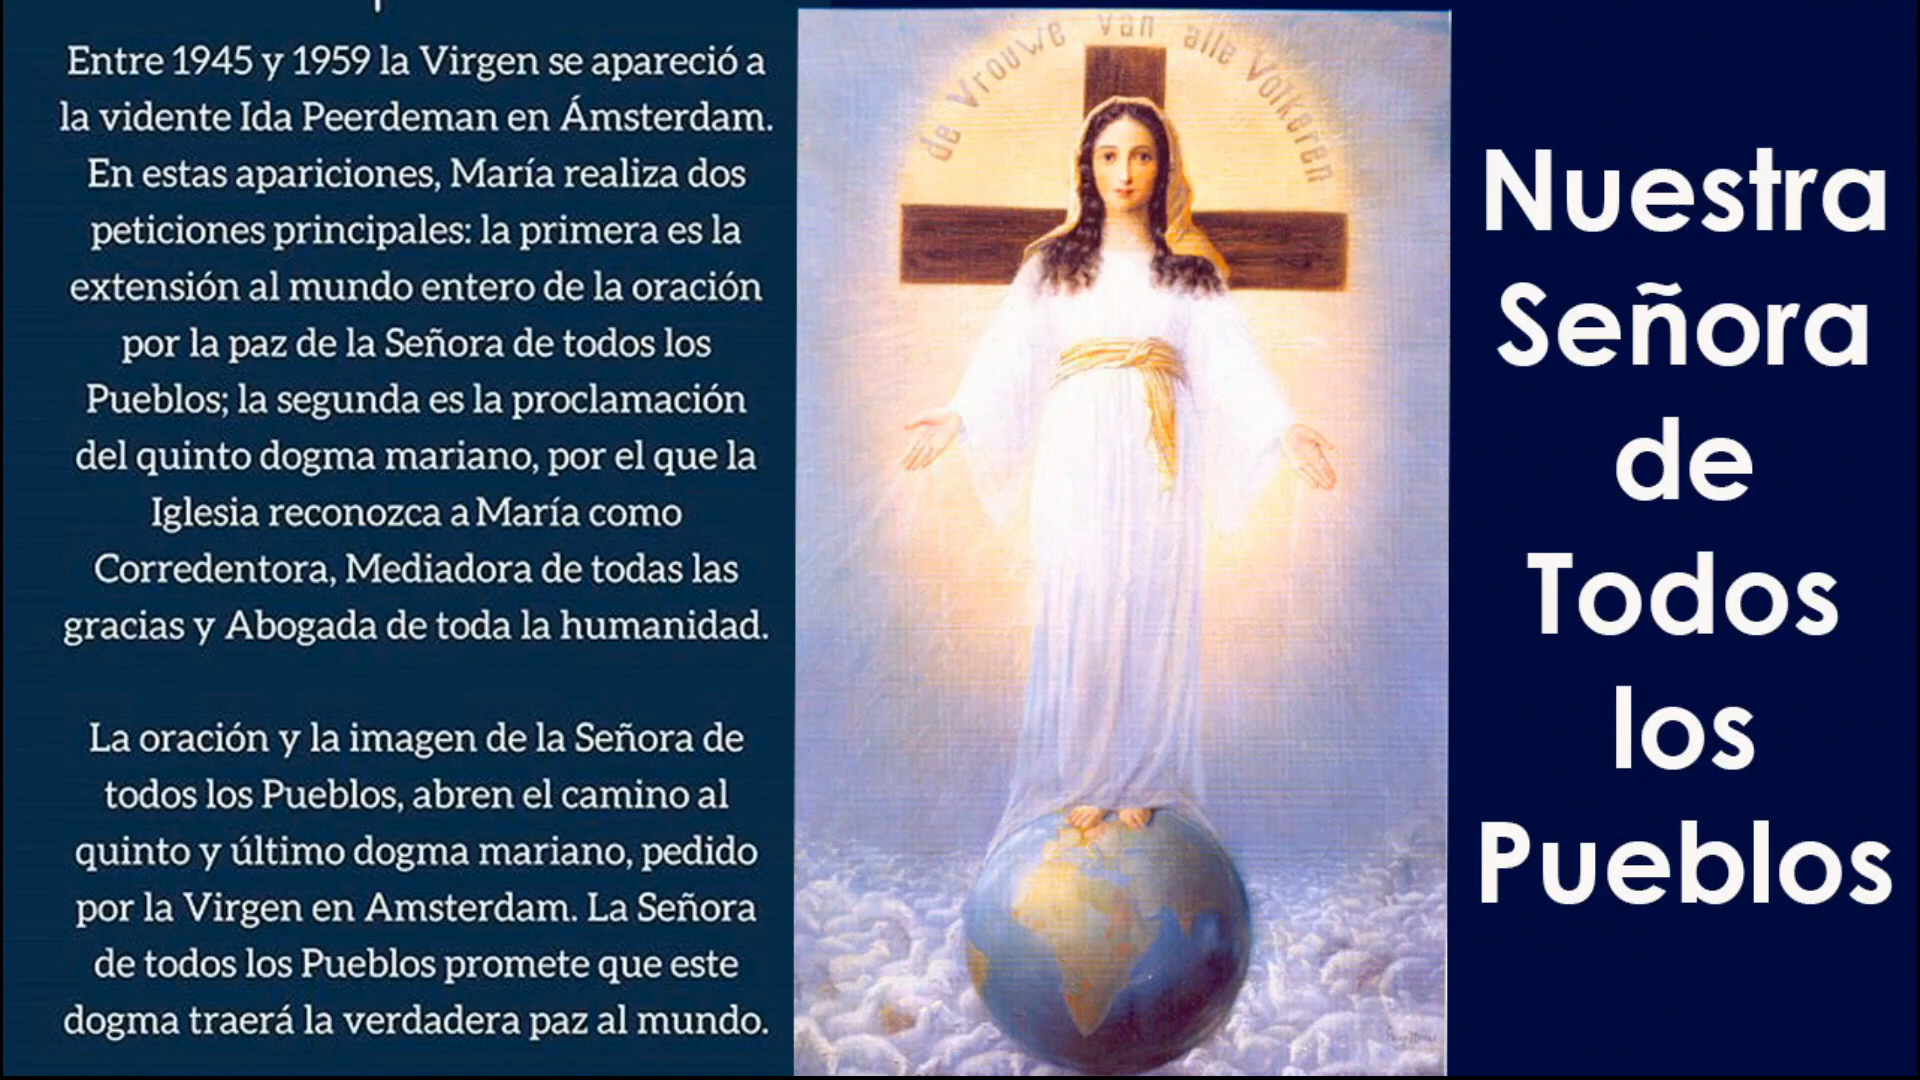 Entre 1945 y 1959 la Virgen se apareció a
la vidente Ida Peerdeman en Ámsterdam.
En estas apariciones, María realiza dos
peticiones principales: la primera es la
extensión al mundo entero de la oración
por la paz de la Señora de todos los
Pueblos; la segunda es la proclamación
del quinto dogma mariano, por el que la
Iglesia reconozca a María como
Corredentora, Mediadora de todas las
gracias y Abogada de toda la humanidad.
La oración y la imagen de la Señora de
todos los Pueblos, abren el camino al
quinto y último dogma mariano, pedido
por la Virgen en Amsterdam. La Señora
de todos los Pueblos promete que este
dogma traerá la verdadera paz al mundo.
de Vrouwe van alle Volkeren
Nuestra
Señora
de
Todos
los
Pueblos